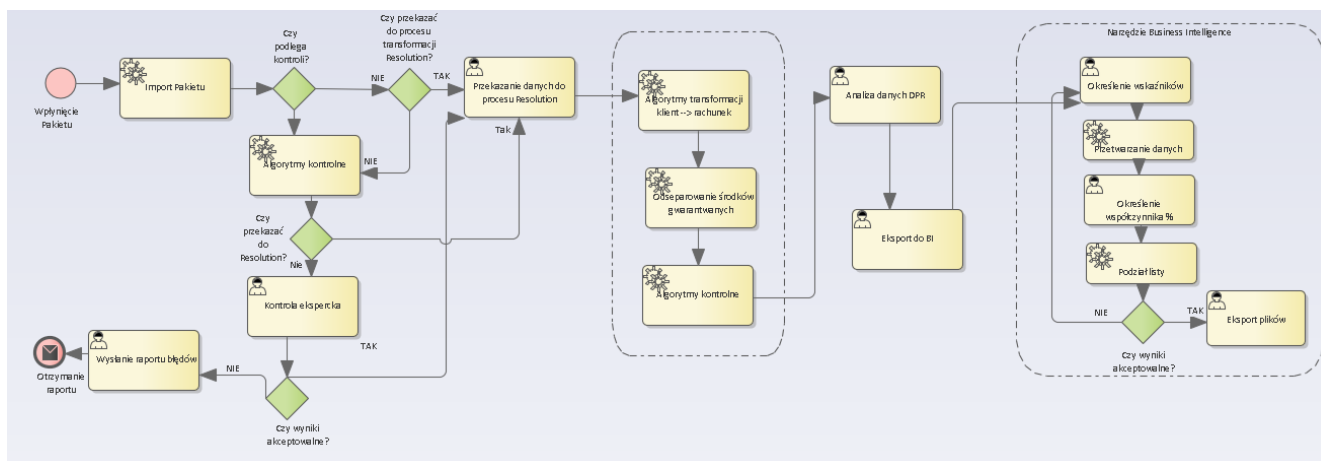 Wpłynięcie
Pakietu
Import Pakietu
Czy
podlega
kontroli?
NIE
Czy przekazać
do procesu
transformacji
Resolution?
TAK
NIE
Algorytmy kontrolne
Przekazanie danych do
procesu Resolution
Tak
Czy
przekazać
do
Resolution?
Nie
Kontrola ekspercka
TAK
Czy wyniki
akceptowalne?
NIE
Wysłanie raportu błędów
Otrzymanie
raportu
Algorytmy transformacji
klient--> rachunek
Odseparowanie środków
gwarantwanych
Algorytmy kontrolne
Analiza danych DPR
Eksport do BI
Narzędzie Business Intelligence
Określenie wskaźników
Przetwarzanie danych
Określenie
współczynnika %
Podział listy
NIE
TAK
Czy wyniki
akceptowalne?
Eksport plików